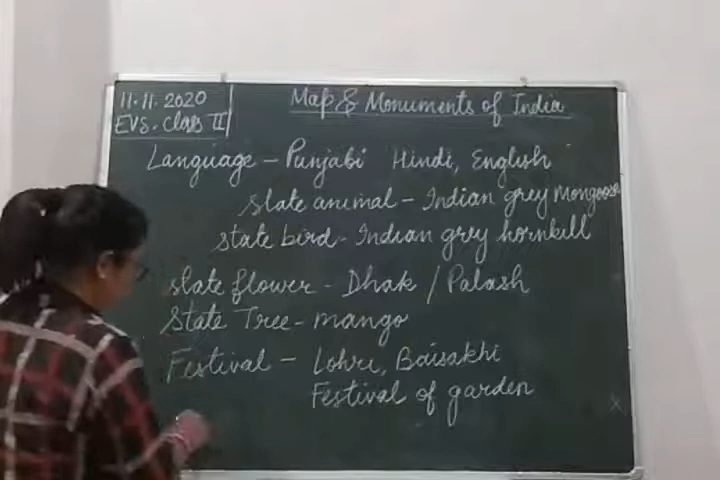 11.11.2020
EVS. Class II
Map & Monuments of India
Language - Punjabi Hindi, English
State animal - Indian grey Mongoose
State bird - Indian grey hornkill
State flower - Dhak / Palash
State Tree - mango
Festival - Lohri, Baisakhi
Festival of garden